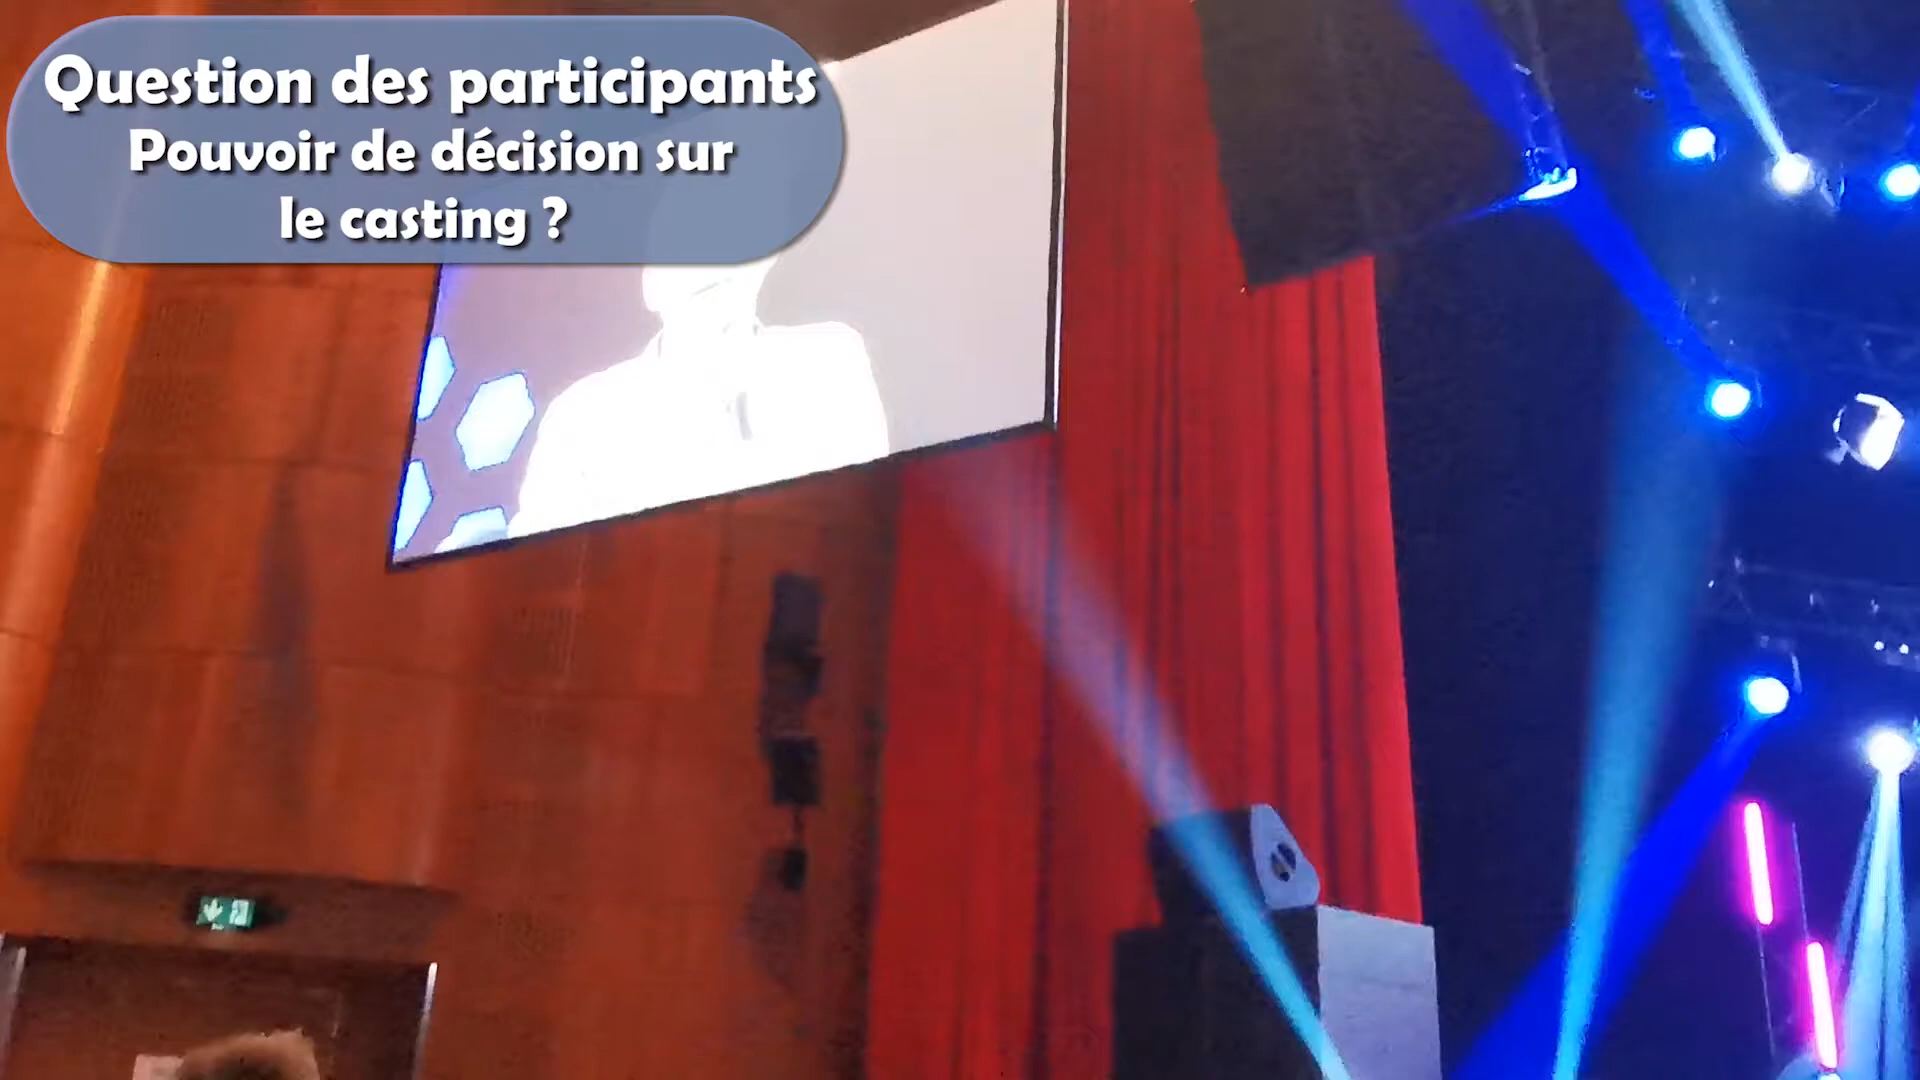 Question des participants
Pouvoir de décision sur
le casting ?